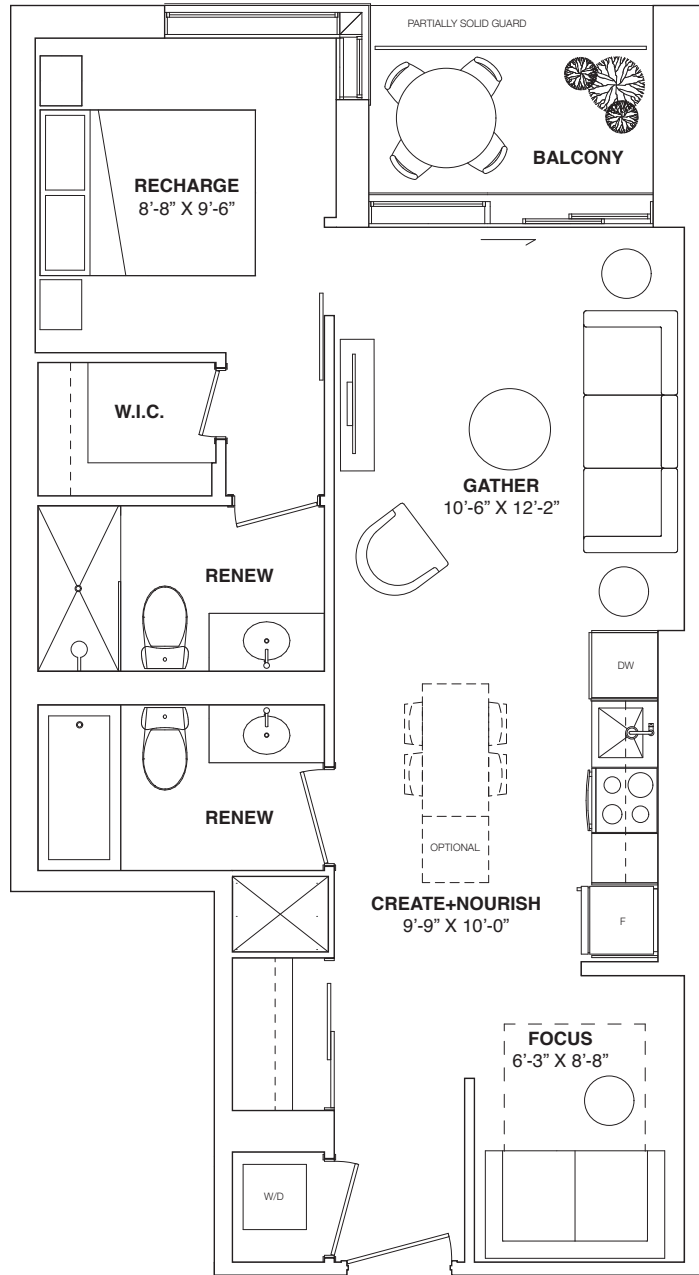 PARTIALLY SOLID GUARD
BALCONY
RECHARGE
8’-8” X 9’-6”
W.I.C.
GATHER
10’-6” X 12’-2”
RENEW
DW
RENEW
OPTIONAL
CREATE+NOURISH
9’-9” X 10’-0”
F
FOCUS
6’-3” X 8’-8”
W/D